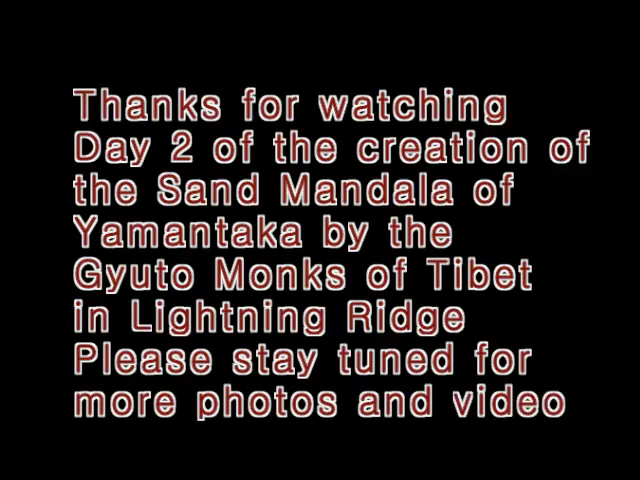 Thanks for watching
Day 2 of the creation of
the Sand Mandala of
Yamantaka by the
Gyuto Monks of Tibet
in Lightning Ridge
Please stay tuned for
more photos and video